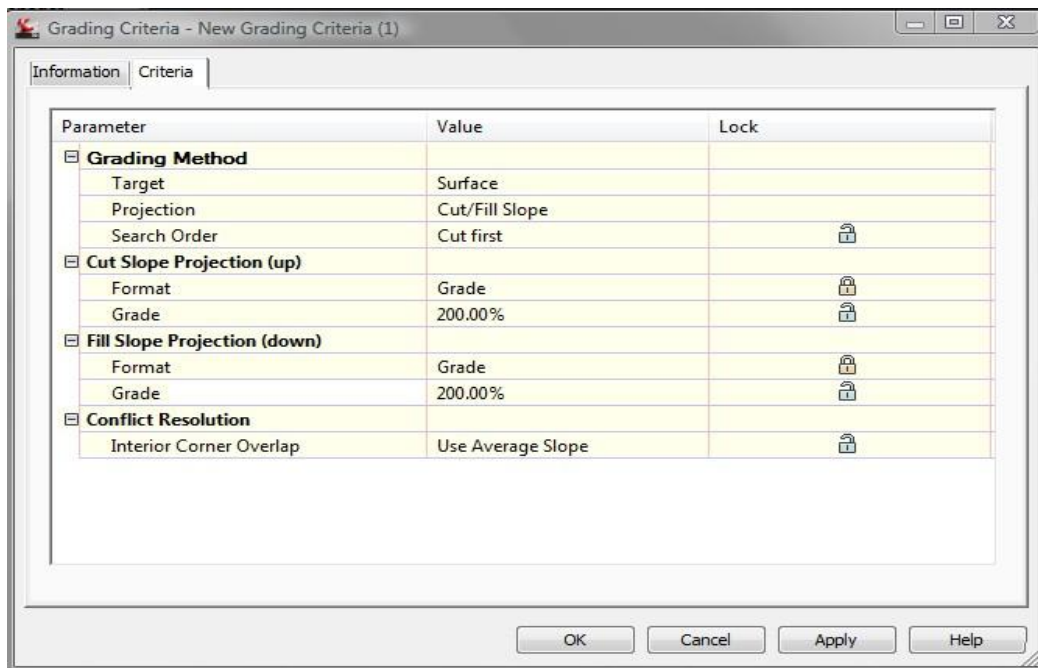 Grading Criteria - New Grading Criteria (1)
Information Criteria
Parameter Value Lock
Grading Method
Target Surface
Projection Cut/Fill Slope
Search Order Cut first
Cut Slope Projection (up)
Format Grade
Grade 200.00%
Fill Slope Projection (down)
Format Grade
Grade 200.00%
Conflict Resolution
Interior Corner Overlap Use Average Slope
OK Cancel Apply Help